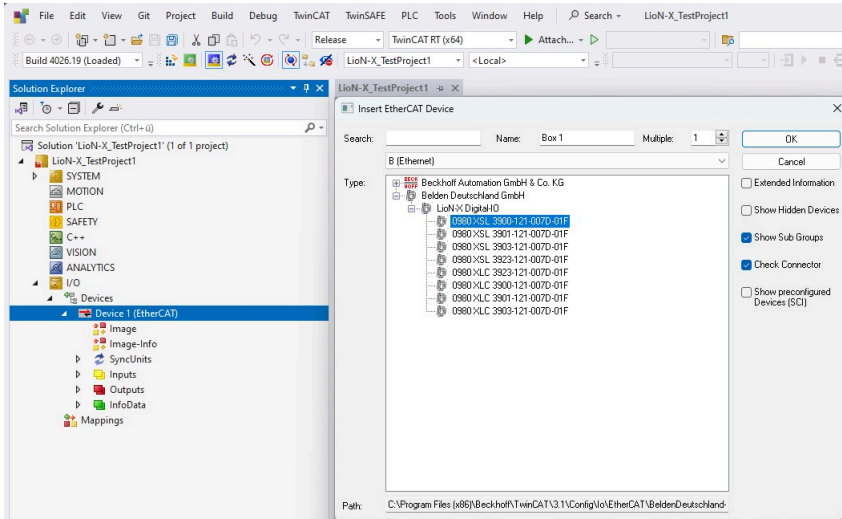 File Edit View Git Project Build Debug TwinCAT TwinSAFE PLC Tools Window Help Search LioN-X_TestProject1
Release TwinCAT RT (x64) Attach...
Build 4026.19 (Loaded) LioN-X_TestProject1 <Local>
Solution Explorer
Search Solution Explorer (Ctrl+ü)
Solution 'LioN-X_TestProject1' (1 of 1 project)
LioN-X_TestProject1
SYSTEM
MOTION
PLC
SAFETY
C++
VISION
ANALYTICS
I/O
Devices
Device 1 (EtherCAT)
Image
Image-Info
SyncUnits
Inputs
Outputs
InfoData
Mappings
LioN-X_TestProject1
Insert EtherCAT Device
Search: Name: Box 1 Multiple: 1 OK
B (Ethernet) Cancel
Type:
BECKHOFF Beckhoff Automation GmbH & Co. KG
Belden Deutschland GmbH
LioN-X Digital-IO
0980 XSL 3900-121-007D-01F
0980 XSL 3901-121-007D-01F
0980 XSL 3903-121-007D-01F
0980 XSL 3923-121-007D-01F
0980 XLC 3923-121-007D-01F
0980 XLC 3900-121-007D-01F
0980 XLC 3901-121-007D-01F
0980 XLC 3903-121-007D-01F
Extended Information
Show Hidden Devices
Show Sub Groups
Check Connector
Show preconfigured
Devices (SCI)
Path: C:\Program Files (x86)\Beckhoff\TwinCAT\3.1\Config\Io\EtherCAT\BeldenDeutschland-